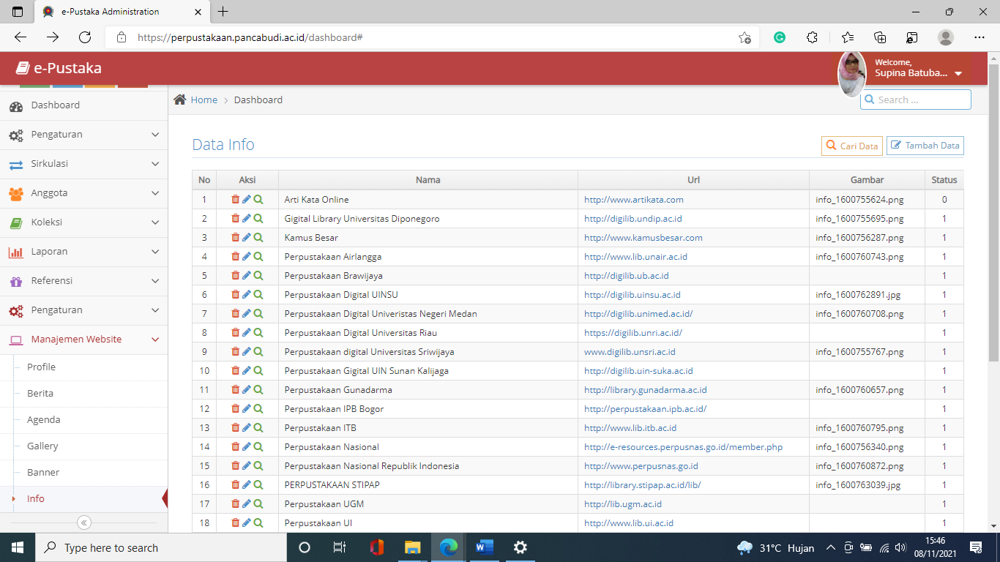 e-Pustaka Administration
https://perpustakaan.pancabudi.ac.id/dashboard#
e-Pustaka
Welcome,
Supina Batuba...
Dashboard
Pengaturan
Sirkulasi
Anggota
Koleksi
Laporan
Referensi
Pengaturan
Manajemen Website
Profile
Berita
Agenda
Gallery
Banner
Info
Home > Dashboard
Search ...
Data Info
Cari Data
Tambah Data
No Aksi Nama Url Gambar Status
1 Arti Kata Online http://www.artikata.com info_1600755624.png 0
2 Gigital Library Universitas Diponegoro http://digilib.undip.ac.id info_1600755695.png 1
3 Kamus Besar http://www.kamusbesar.com info_1600756287.png 1
4 Perpustakaan Airlangga http://www.lib.unair.ac.id info_1600760743.png 1
5 Perpustakaan Brawijaya http://digilib.ub.ac.id 1
6 Perpustakaan Digital UINSU http://digilib.uinsu.ac.id info_1600762891.jpg 1
7 Perpustakaan Digital Univeristas Negeri Medan http://digilib.unimed.ac.id/ info_1600760708.png 1
8 Perpustakaan Digital Universitas Riau https://digilib.unri.ac.id/ 1
9 Perpustakaan digital Universitas Sriwijaya www.digilib.unsri.ac.id info_1600755767.png 1
10 Perpustakaan Gigital UIN Sunan Kalijaga http://digilib.uin-suka.ac.id 1
11 Perpustakaan Gunadarma http://library.gunadarma.ac.id info_1600760657.png 1
12 Perpustakaan IPB Bogor http://perpustakaan.ipb.ac.id/ 1
13 Perpustakaan ITB http://www.lib.itb.ac.id info_1600760795.png 1
14 Perpustakaan Nasional http://e-resources.perpusnas.go.id/member.php info_1600756340.png 1
15 Perpustakaan Nasional Republik Indonesia http://www.perpusnas.go.id info_1600760872.png 1
16 PERPUSTAKAAN STIPAP http://library.stipap.ac.id/lib/ info_1600763039.jpg 1
17 Perpustakaan UGM http://lib.ugm.ac.id 1
18 Perpustakaan UI http://www.lib.ui.ac.id 1
Type here to search
31°C Hujan
15:46
08/11/2021